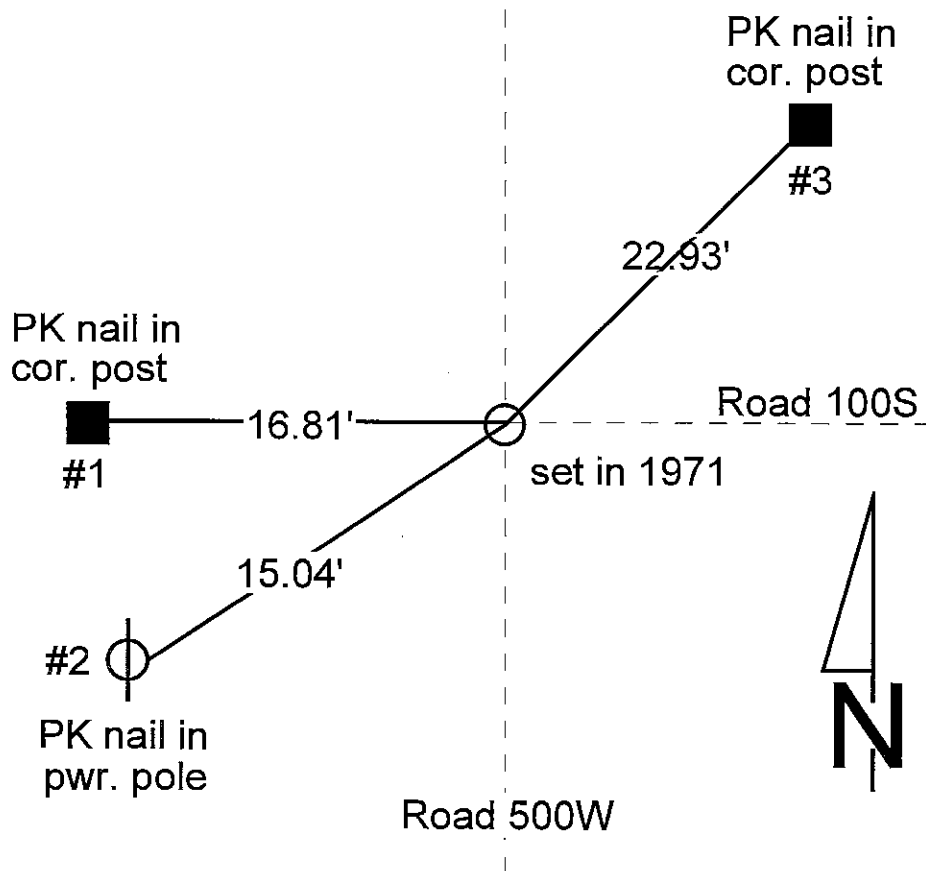 PK nail in
cor. post
#3
22.93'
PK nail in
cor. post
16.81'
Road 100S
#1
set in 1971
15.04'
#2
PK nail in
pwr. pole
N
Road 500W